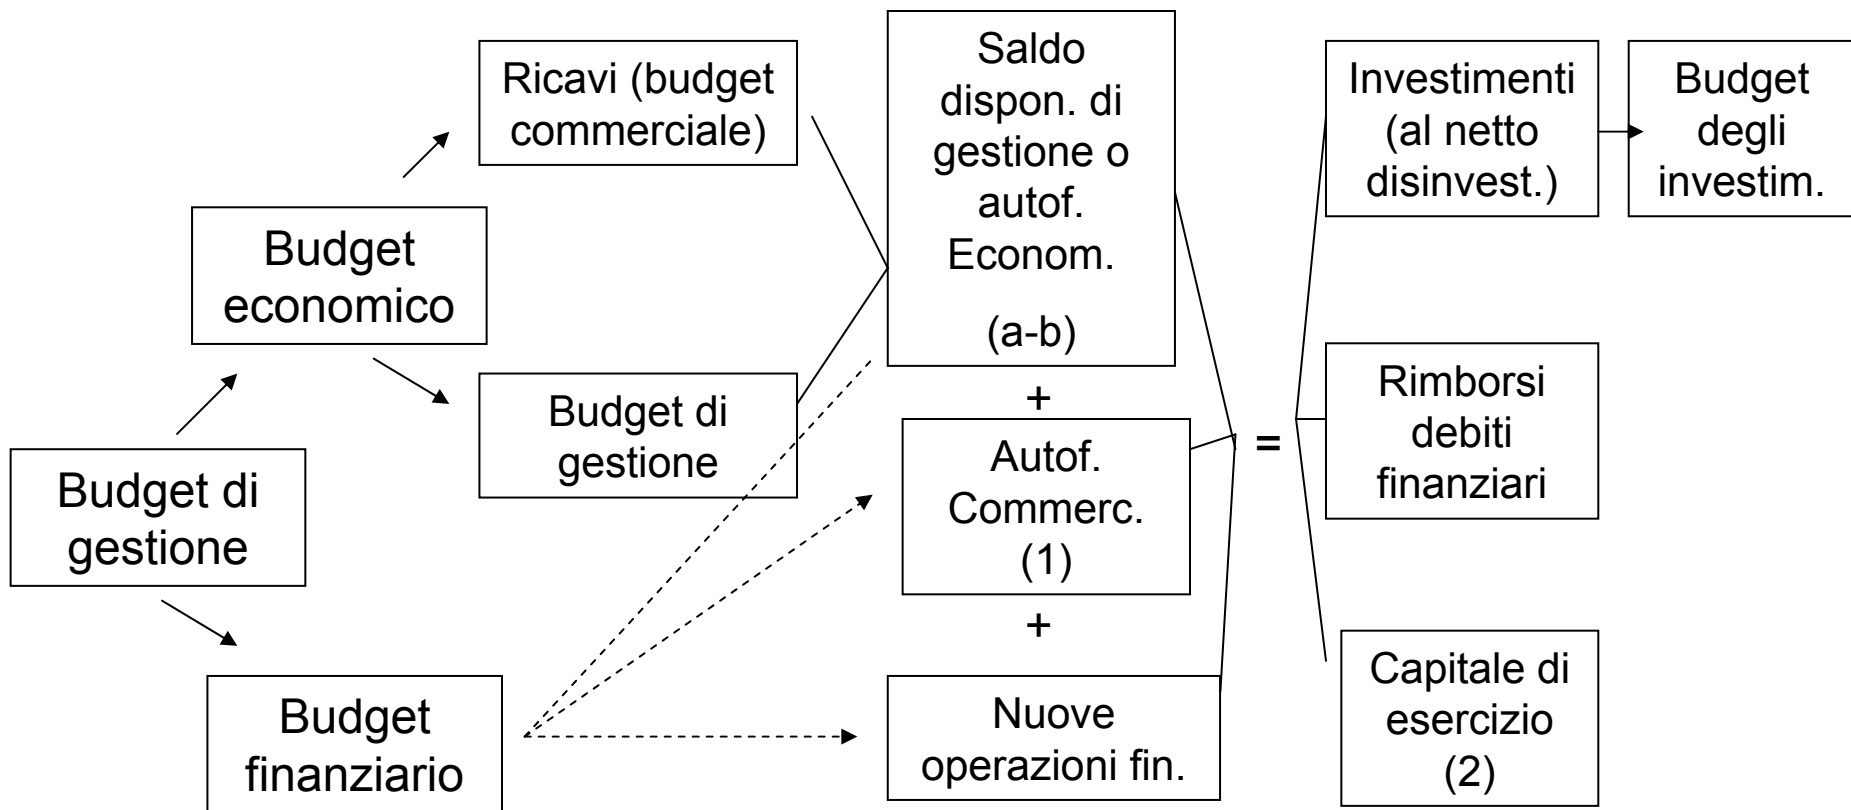 Ricavi (budget
commerciale)
Saldo
dispon. di
gestione o
autof.
Econom.
(a-b)
Investimenti
(al netto
disinvest.)
Budget
degli
investim.
Budget
economico
Budget di
gestione
Budget di
gestione
+
Autof.
Commerc.
(1)
=
Rimborsi
debiti
finanziari
+
Budget
finanziario
Nuove
operazioni fin.
Capitale di
esercizio
(2)